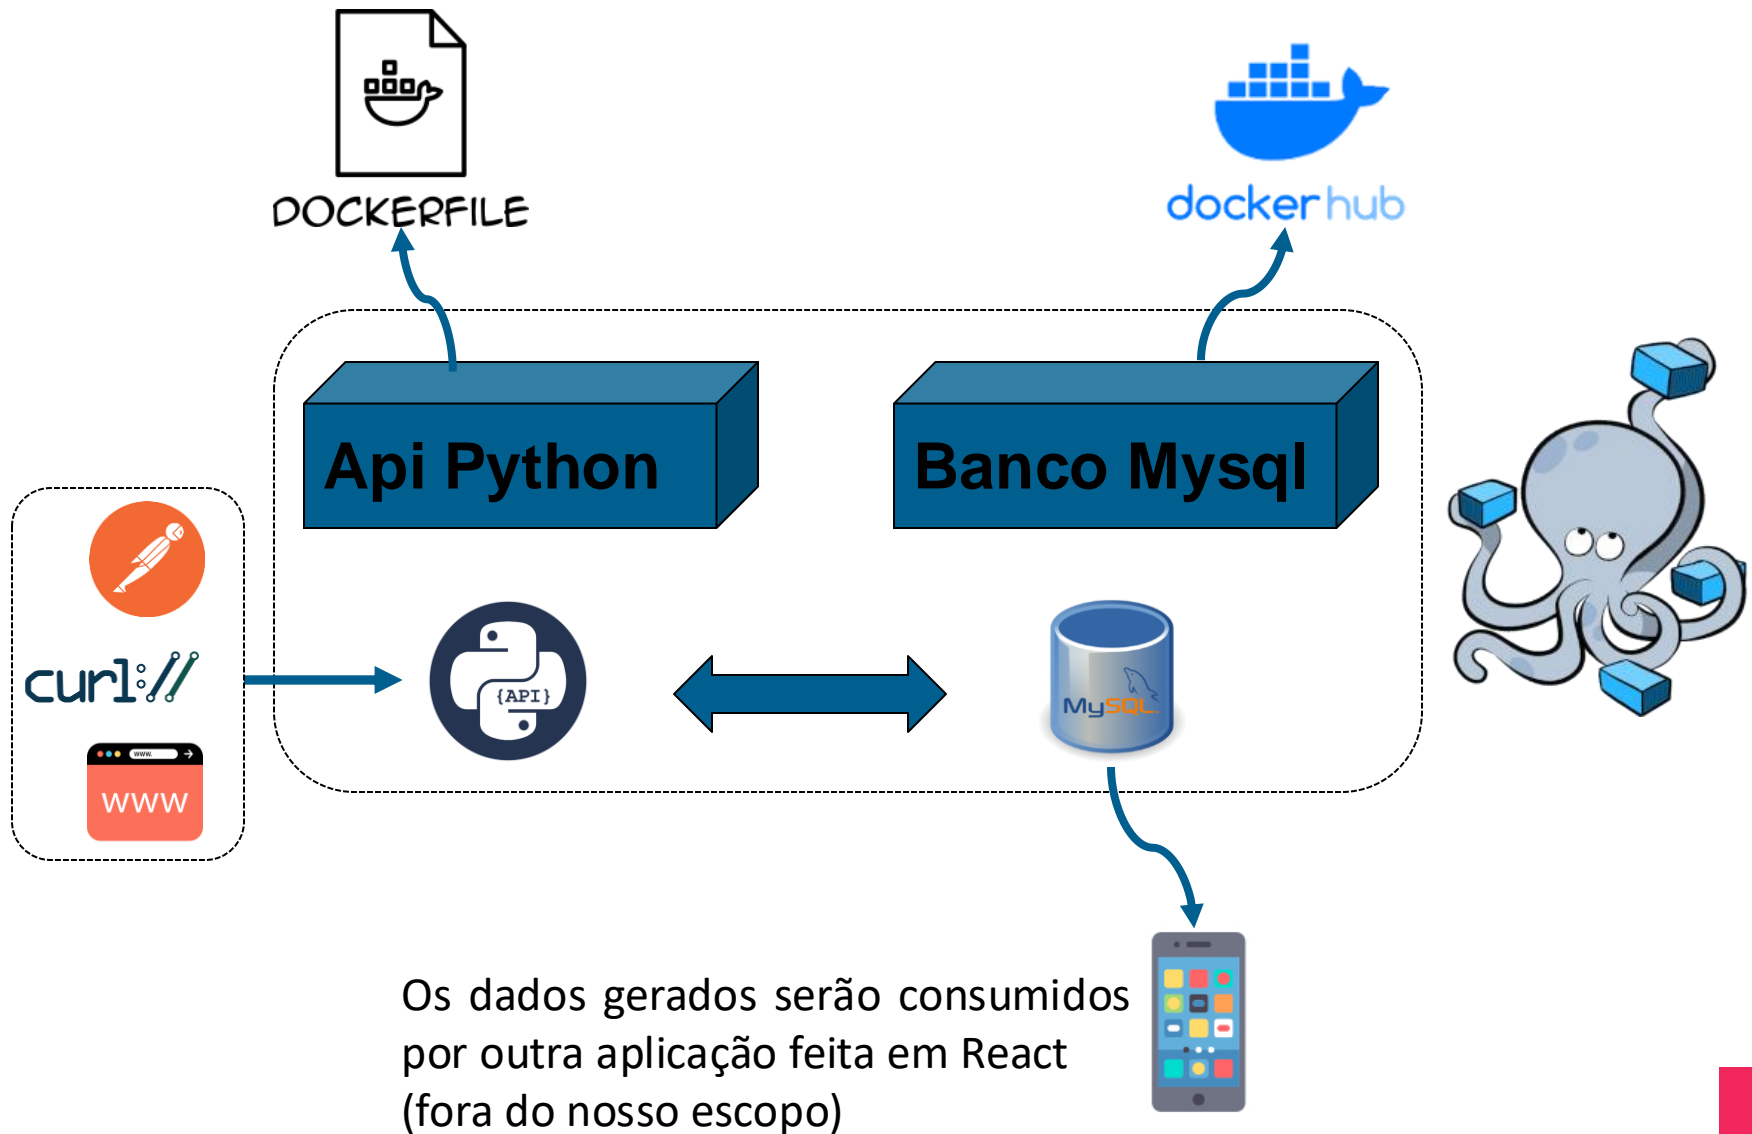 DOCKERFILE
docker hub
Api Python
Banco Mysql
curl://
{API}
MySQL
www.
www
Os dados gerados serão consumidos
por outra aplicação feita em React
(fora do nosso escopo)